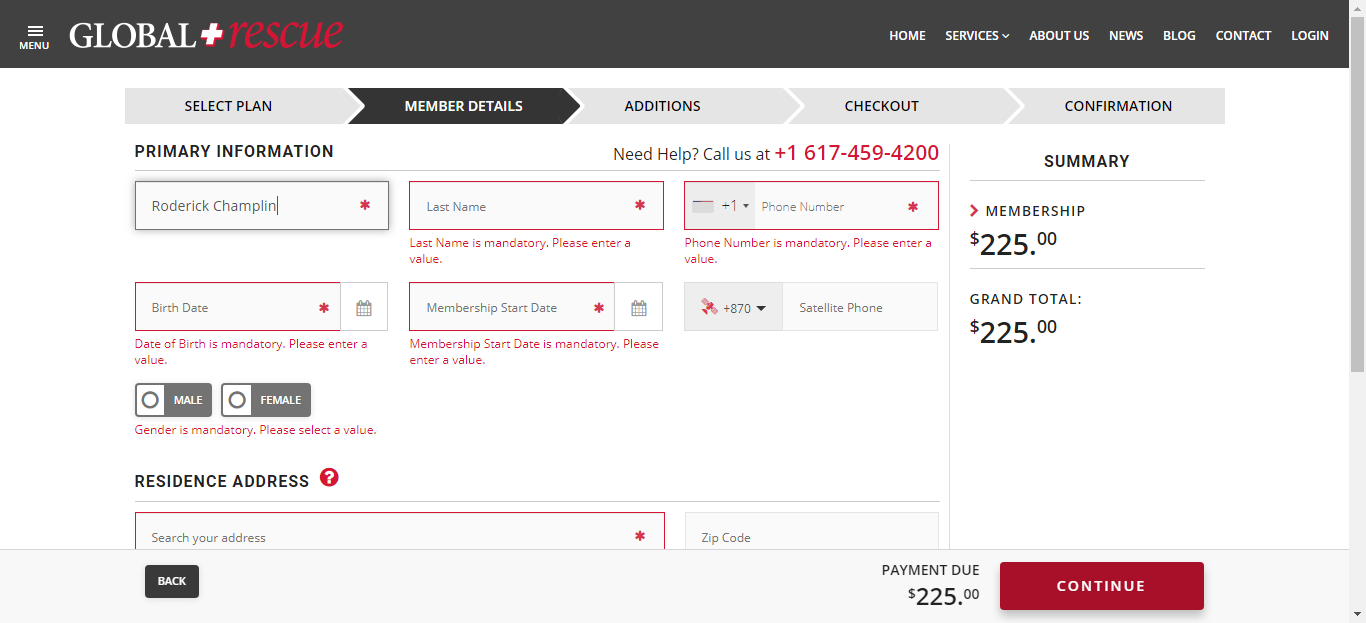 MENU
GLOBAL rescue
HOME SERVICES ABOUT US NEWS BLOG CONTACT LOGIN
SELECT PLAN MEMBER DETAILS ADDITIONS CHECKOUT CONFIRMATION
PRIMARY INFORMATION
Need Help? Call us at +1 617-459-4200
Roderick Champlin *
Last Name *
+1 Phone Number *
Last Name is mandatory. Please enter a
value.
Phone Number is mandatory. Please enter a
value.
Birth Date *
Membership Start Date *
+870 Satellite Phone
Date of Birth is mandatory. Please enter a
value.
Membership Start Date is mandatory. Please
enter a value.
MALE FEMALE
Gender is mandatory. Please select a value.
RESIDENCE ADDRESS ?
Search your address *
Zip Code
SUMMARY
MEMBERSHIP
$225.00
GRAND TOTAL:
$225.00
BACK
PAYMENT DUE
$225.00
CONTINUE